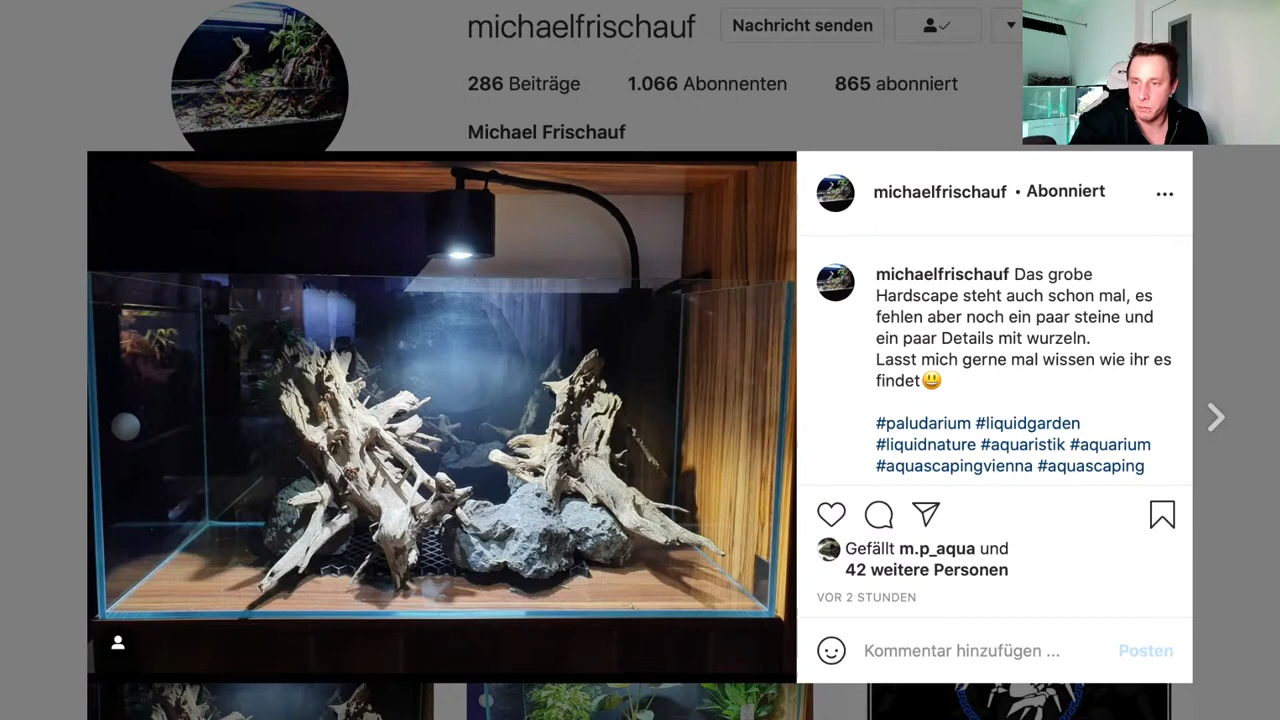 michaelfrischauf
Nachricht senden
286 Beiträge
1.066 Abonnenten
865 abonniert
Michael Frischauf
michaelfrischauf • Abonniert
michaelfrischauf Das grobe
Hardscape steht auch schon mal, es
fehlen aber noch ein paar steine und
ein paar Details mit wurzeln.
Lasst mich gerne mal wissen wie ihr es
findet😃
#paludarium #liquidgarden
#liquidnature #aquaristik #aquarium
#aquascapingvienna #aquascaping
Gefällt m.p_aqua und
42 weitere Personen
VOR 2 STUNDEN
Kommentar hinzufügen ...
Posten